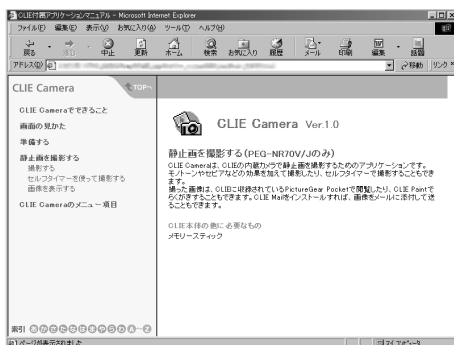 CLIE付属アプリケーションマニュアル - Microsoft Internet Explorer
ファイル(F) 編集(E) 表示(V) お気に入り(A) ツール(T) ヘルプ(H)
戻る 進む 中止 更新 ホーム 検索 お気に入り 履歴 メール 印刷 編集 話題
アドレス(D) 移動 リンク
CLIE Camera
TOPへ
CLIE Cameraでできること
画面の見かた
準備する
静止画を撮影する
撮影する
セルフタイマーを使って撮影する
画像を表示する
CLIE Cameraのメニュー項目
索引 あ か さ た な は ま や ら わ A~Z
CLIE Camera Ver.1.0
静止画を撮影する(PEG-NR70V/Jのみ)
CLIE Cameraは、CLIEの内蔵カメラで静止画を撮影するためのアプリケーションです。
モノトーンやセピアなどの効果を加えて撮影したり、セルフタイマーで撮影することもでき
ます。
撮った画像は、CLIEに収録されているPictureGear Pocketで閲覧したり、CLIE Paintで
らくがきすることもできます。CLIE Mailをインストールすれば、画像をメールに添付して送
ることもできます。
CLIE本体の他に必要なもの
メモリースティック
ページが表示されました
マイ コンピュータ